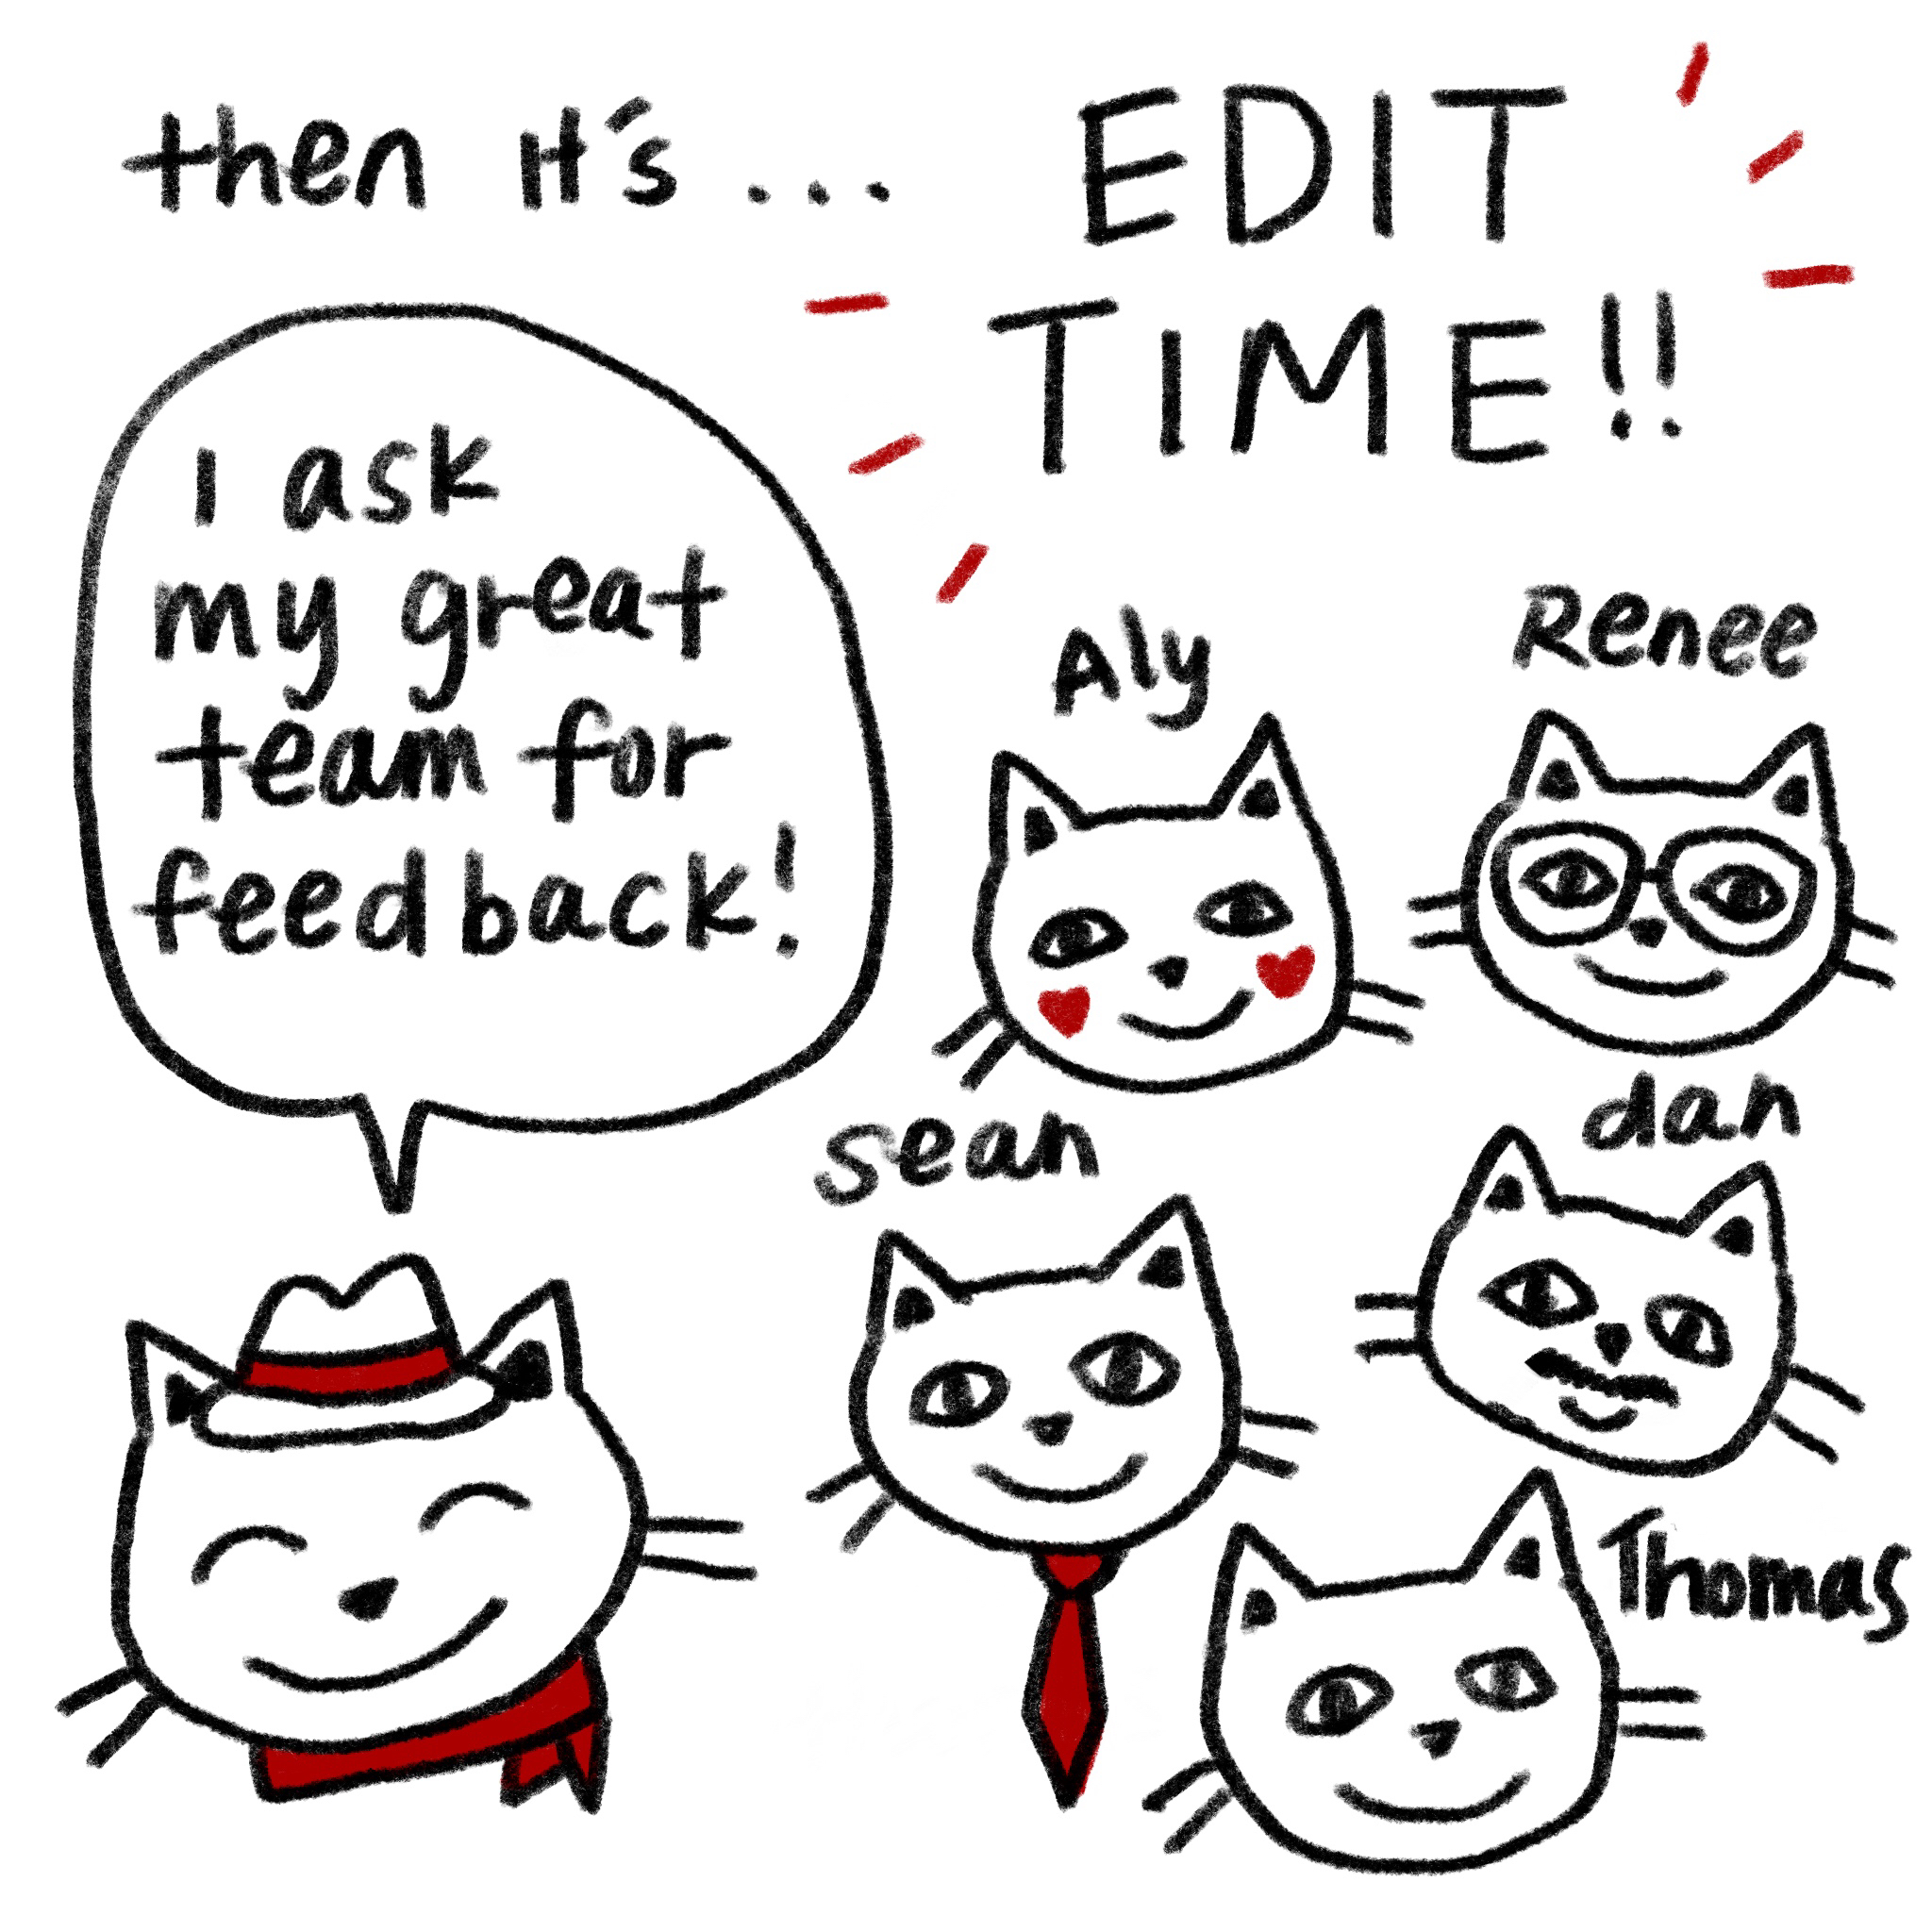 then it's...
EDIT
TIME!!
I ask
my great
team for
feedback!
Aly
Renee
sean
dan
Thomas